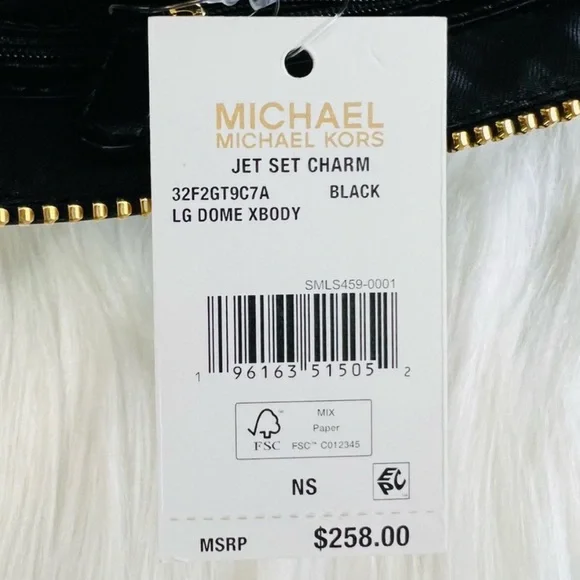 MICHAEL
MICHAEL KORS
JET SET CHARM
32F2GT9C7A BLACK
LG DOME XBODY
SMLS459-0001
1 96163 51505 2
FSC
MIX
Paper
FSC™ C012345
NS
EPC
MSRP $258.00